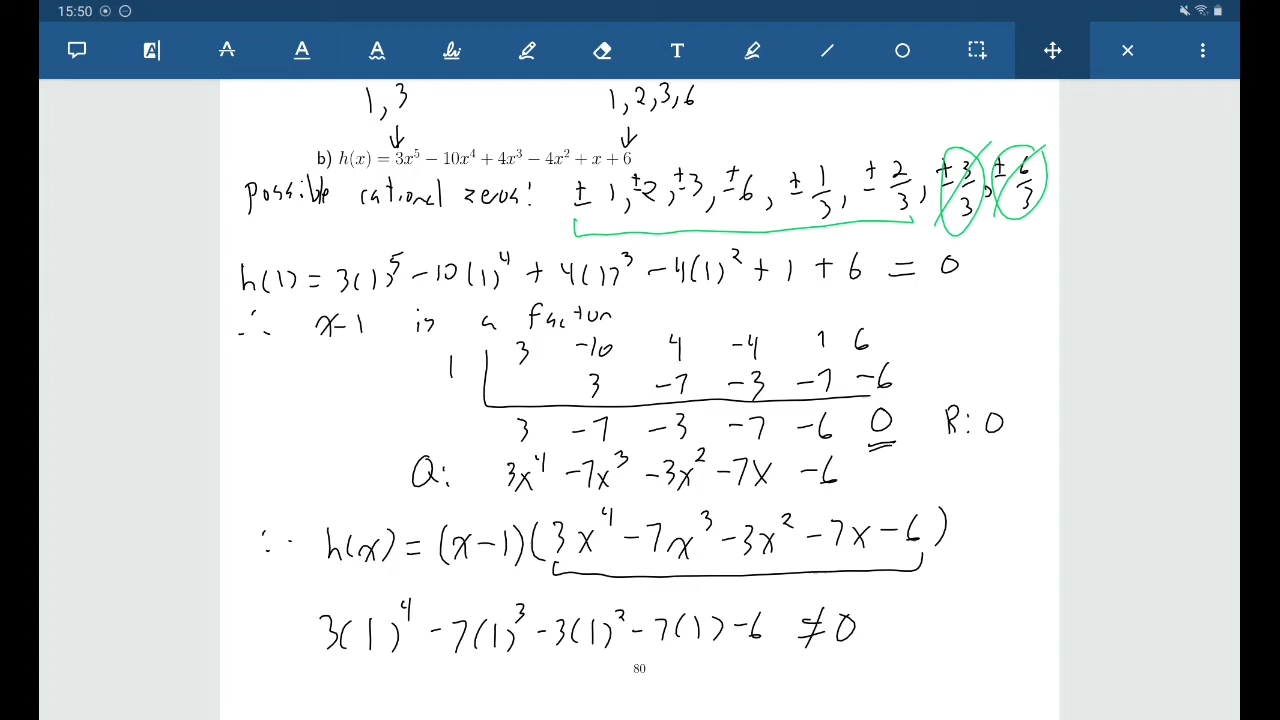 15:50
1, 3 1, 2, 3, 6
↓ ↓
b) h(x) = 3x⁵ − 10x⁴ + 4x³ − 4x² + x + 6
possible rational zeros: ± 1, ±2, ±3, ±6, ± 1/3, ± 2/3, ± 3/3, ± 6/3
h(1) = 3(1)⁵ − 10(1)⁴ + 4(1)³ − 4(1)² + 1 + 6 = 0
∴ x−1 is a factor
3 −10 4 −4 1 6
1 3 −7 −3 −7 −6
3 −7 −3 −7 −6 0 R: 0
Q: 3x⁴ −7x³ −3x² −7x −6
∵ h(x) = (x−1)(3x⁴ −7x³ −3x² −7x −6)
3(1)⁴ −7(1)³ −3(1)² −7(1) −6 ≠ 0
80